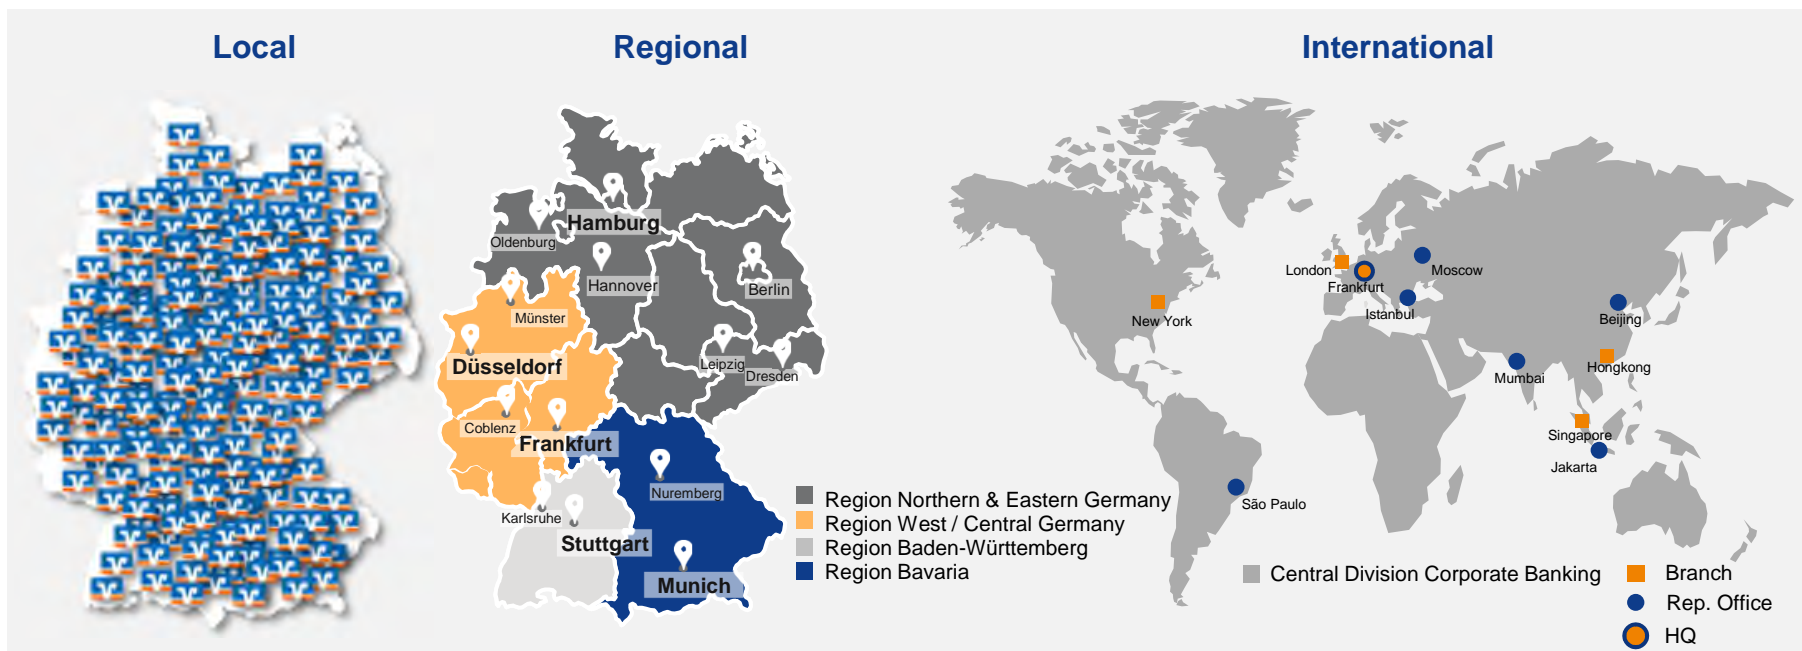 Local
Regional
International
Hamburg
Oldenburg
Hannover
Berlin
Münster
Düsseldorf
Leipzig
Dresden
Coblenz
Frankfurt
Nuremberg
Karlsruhe
Stuttgart
Munich
Region Northern & Eastern Germany
Region West / Central Germany
Region Baden-Württemberg
Region Bavaria
London
Moscow
Frankfurt
Istanbul
New York
Beijing
Hongkong
Mumbai
Singapore
Jakarta
São Paulo
Central Division Corporate Banking
Branch
Rep. Office
HQ